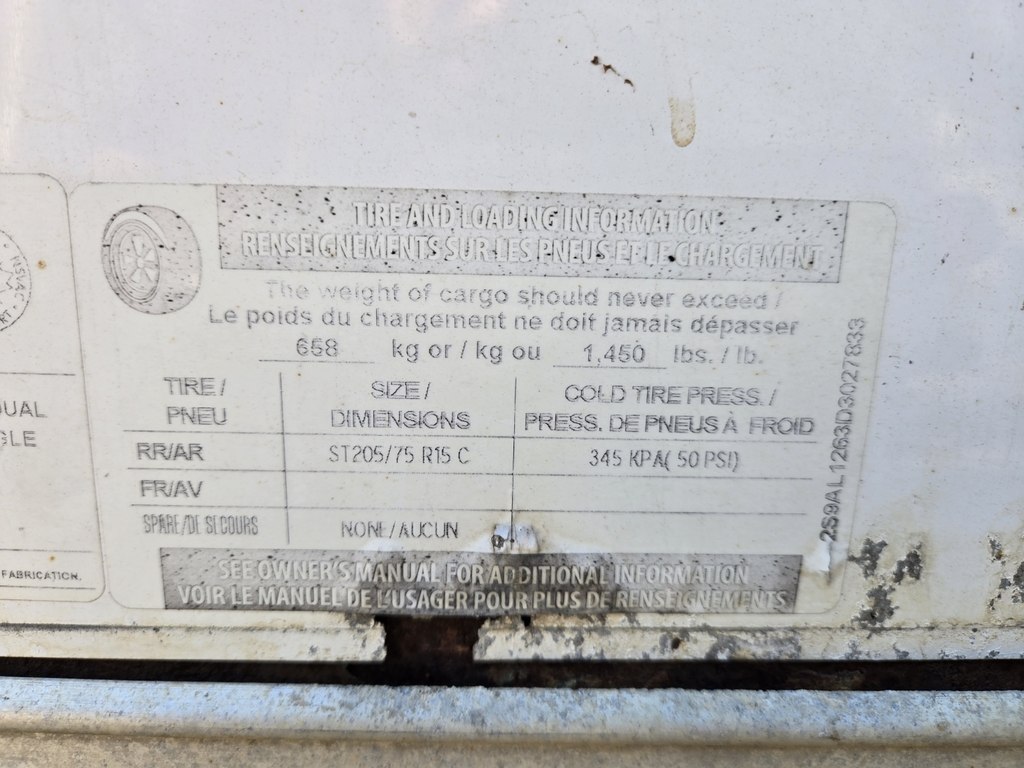 TIRE AND LOADING INFORMATION
RENSEIGNEMENTS SUR LES PNEUS ET LE CHARGEMENT
The weight of cargo should never exceed /
Le poids du chargement ne doit jamais dépasser
658 kg or / kg ou 1,450 lbs. / lb.
TIRE / SIZE / COLD TIRE PRESS. /
PNEU DIMENSIONS PRESS. DE PNEUS À FROID
RR/AR ST205/75 R15 C 345 KPA( 50 PSI)
FR/AV
SPARE/DE SECOURS NONE/AUCUN
SEE OWNER'S MANUAL FOR ADDITIONAL INFORMATION
VOIR LE MANUEL DE L'USAGER POUR PLUS DE RENSEIGNEMENTS
2S9AL1263D3027833
FABRICATION.